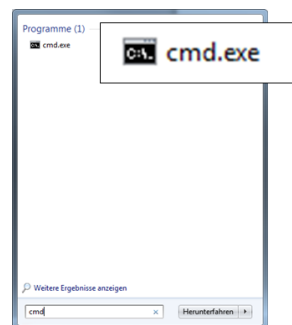 Programme (1)
cmd.exe
cmd.exe
Weitere Ergebnisse anzeigen
cmd
Herunterfahren